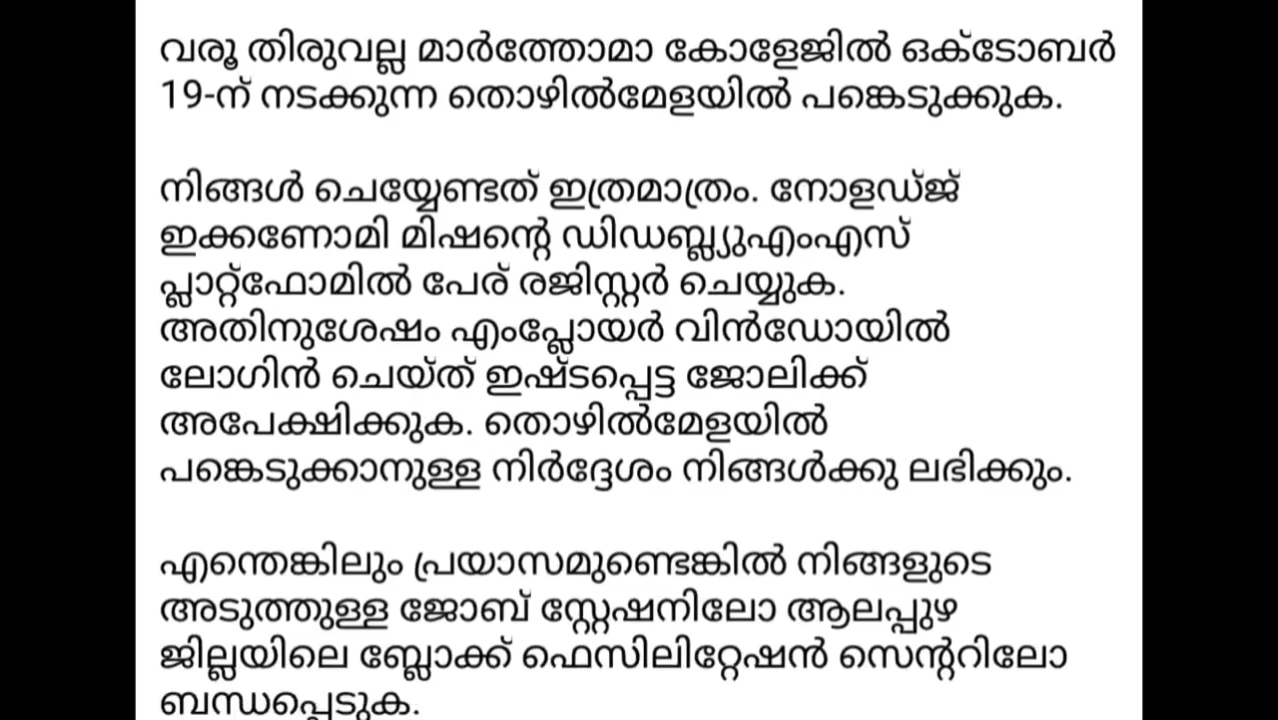 വരൂ തിരുവല്ല മാർത്തോമാ കോളേജിൽ ഒക്ടോബർ
19-ന് നടക്കുന്ന തൊഴിൽമേളയിൽ പങ്കെടുക്കുക.
നിങ്ങൾ ചെയ്യേണ്ടത് ഇത്രമാത്രം. നോളഡ്ജ്
ഇക്കണോമി മിഷന്റെ ഡിഡബ്ല്യുഎംഎസ്
പ്ലാറ്റ്ഫോമിൽ പേര് രജിസ്റ്റർ ചെയ്യുക.
അതിനുശേഷം എംപ്ലോയർ വിൻഡോയിൽ
ലോഗിൻ ചെയ്ത് ഇഷ്ടപ്പെട്ട ജോലിക്ക്
അപേക്ഷിക്കുക. തൊഴിൽമേളയിൽ
പങ്കെടുക്കാനുള്ള നിർദ്ദേശം നിങ്ങൾക്കു ലഭിക്കും.
എന്തെങ്കിലും പ്രയാസമുണ്ടെങ്കിൽ നിങ്ങളുടെ
അടുത്തുള്ള ജോബ് സ്റ്റേഷനിലോ ആലപ്പുഴ
ജില്ലയിലെ ബ്ലോക്ക് ഫെസിലിറ്റേഷൻ സെന്ററിലോ
ബന്ധപ്പെടുക.